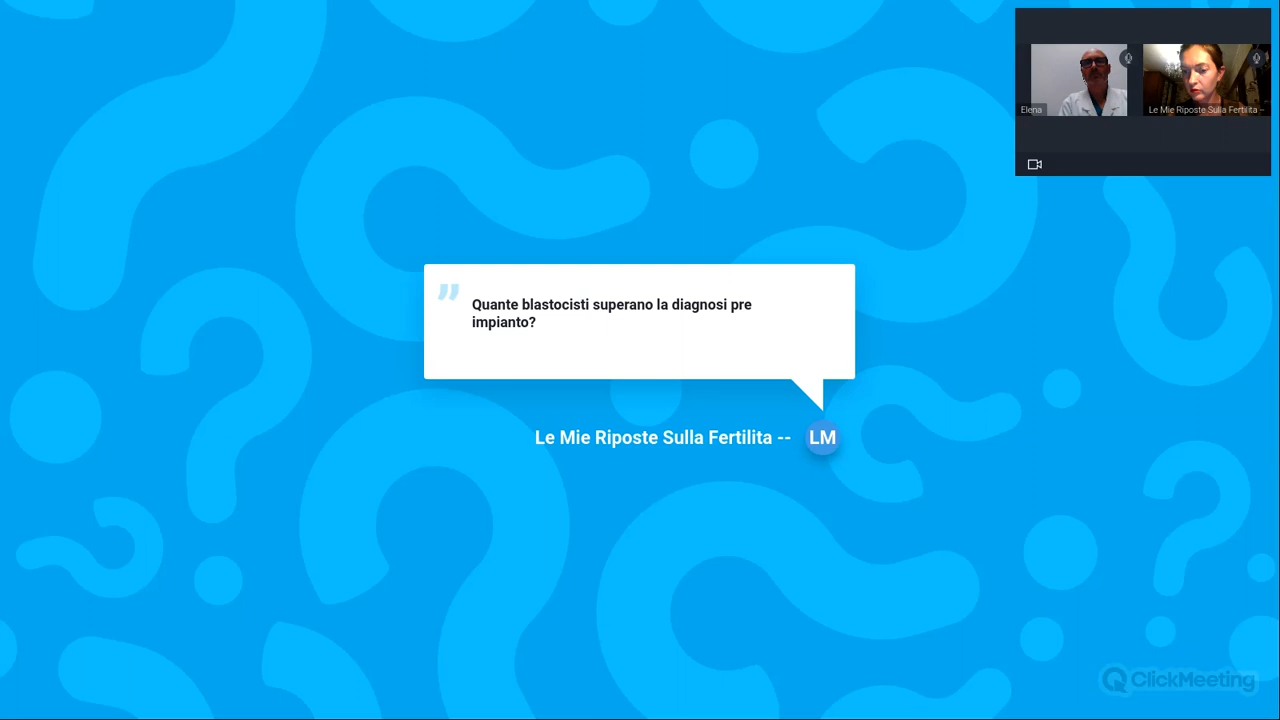 Elena
Le Mie Riposte Sulla Fertilita --
”
Quante blastocisti superano la diagnosi pre
impianto?
Le Mie Riposte Sulla Fertilita --
LM
ClickMeeting